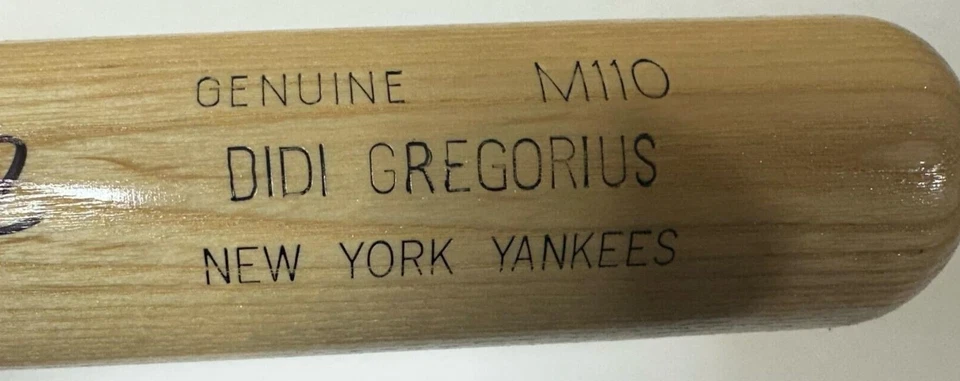 GENUINE M110
DIDI GREGORIUS
NEW YORK YANKEES